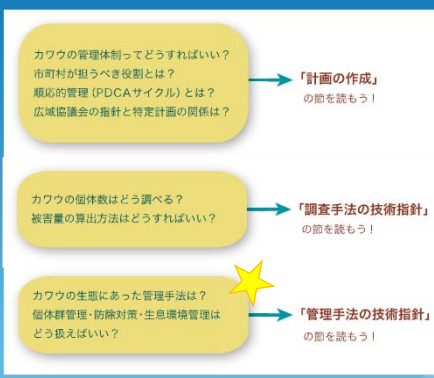 カワウの管理体制ってどうすればいい？
市町村が担うべき役割とは？
順応的管理（PDCAサイクル）とは？
広域協議会の指針と特定計画の関係は？
「計画の作成」
の節を読もう！
カワウの個体数はどう調べる？
被害量の算出方法はどうすればいい？
「調査手法の技術指針」
の節を読もう！
カワウの生態にあった管理手法は？
個体群管理・防除対策・生息環境管理は
どう扱えばいい？
「管理手法の技術指針」
の節を読もう！